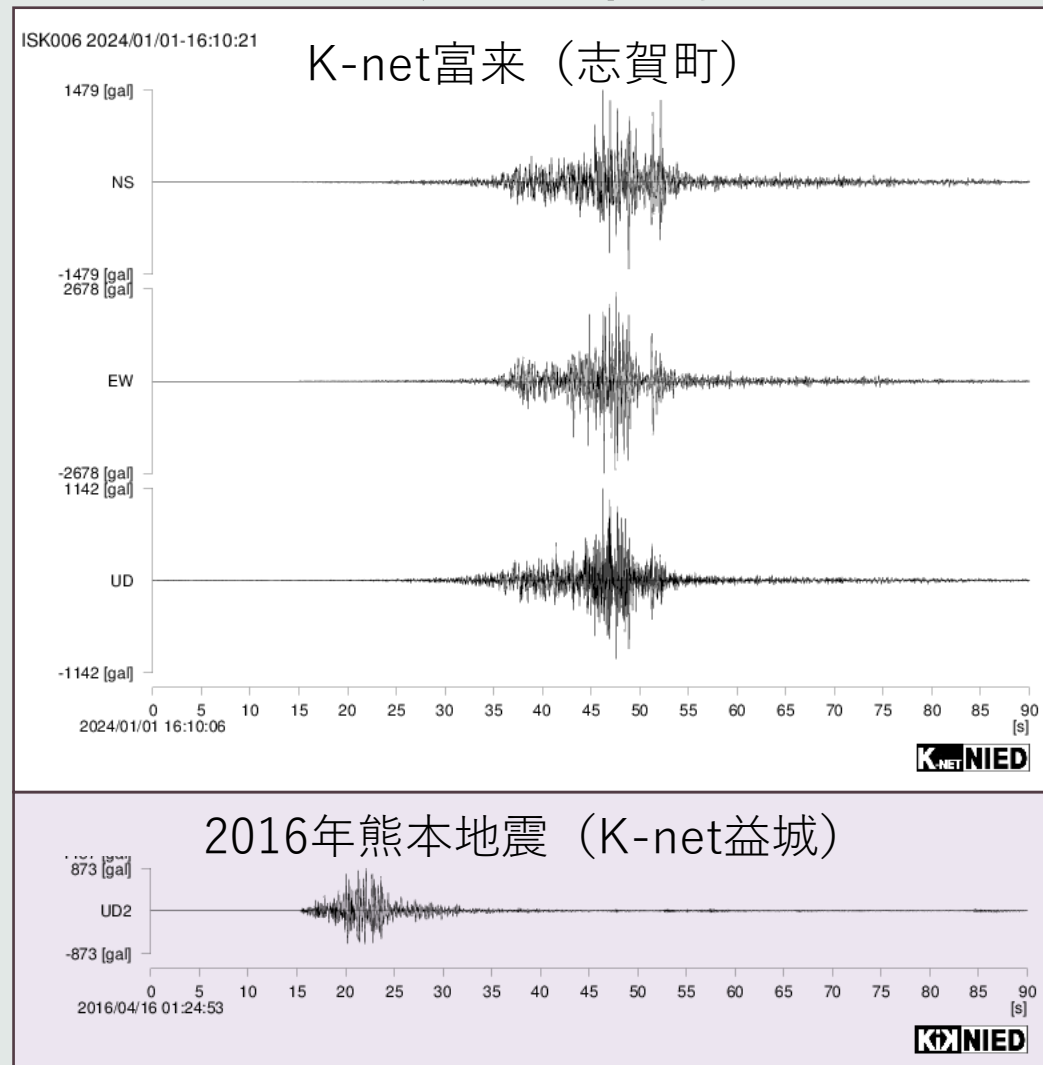 ISK006 2024/01/01-16:10:21
K-net富来（志賀町）
1479 [gal]
NS
-1479 [gal]
2678 [gal]
EW
-2678 [gal]
1142 [gal]
UD
-1142 [gal]
0 5 10 15 20 25 30 35 40 45 50 55 60 65 70 75 80 85 90
2024/01/01 16:10:06 [s]
K-NET NIED
2016年熊本地震（K-net益城）
873 [gal]
UD2
-873 [gal]
0 5 10 15 20 25 30 35 40 45 50 55 60 65 70 75 80 85 90
2016/04/16 01:24:53 [s]
KiK NIED